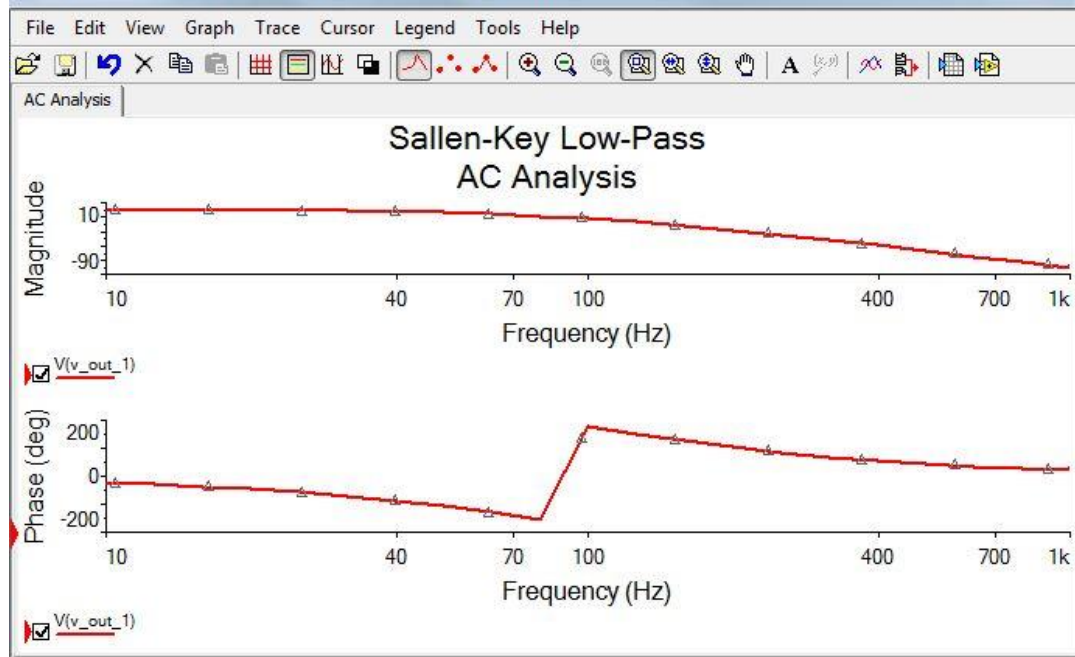 File Edit View Graph Trace Cursor Legend Tools Help
A
AC Analysis
Sallen-Key Low-Pass
AC Analysis
Magnitude
10
-90
10 40 70 100 400 700 1k
Frequency (Hz)
V(v_out_1)
Phase (deg)
200
0
-200
10 40 70 100 400 700 1k
Frequency (Hz)
V(v_out_1)